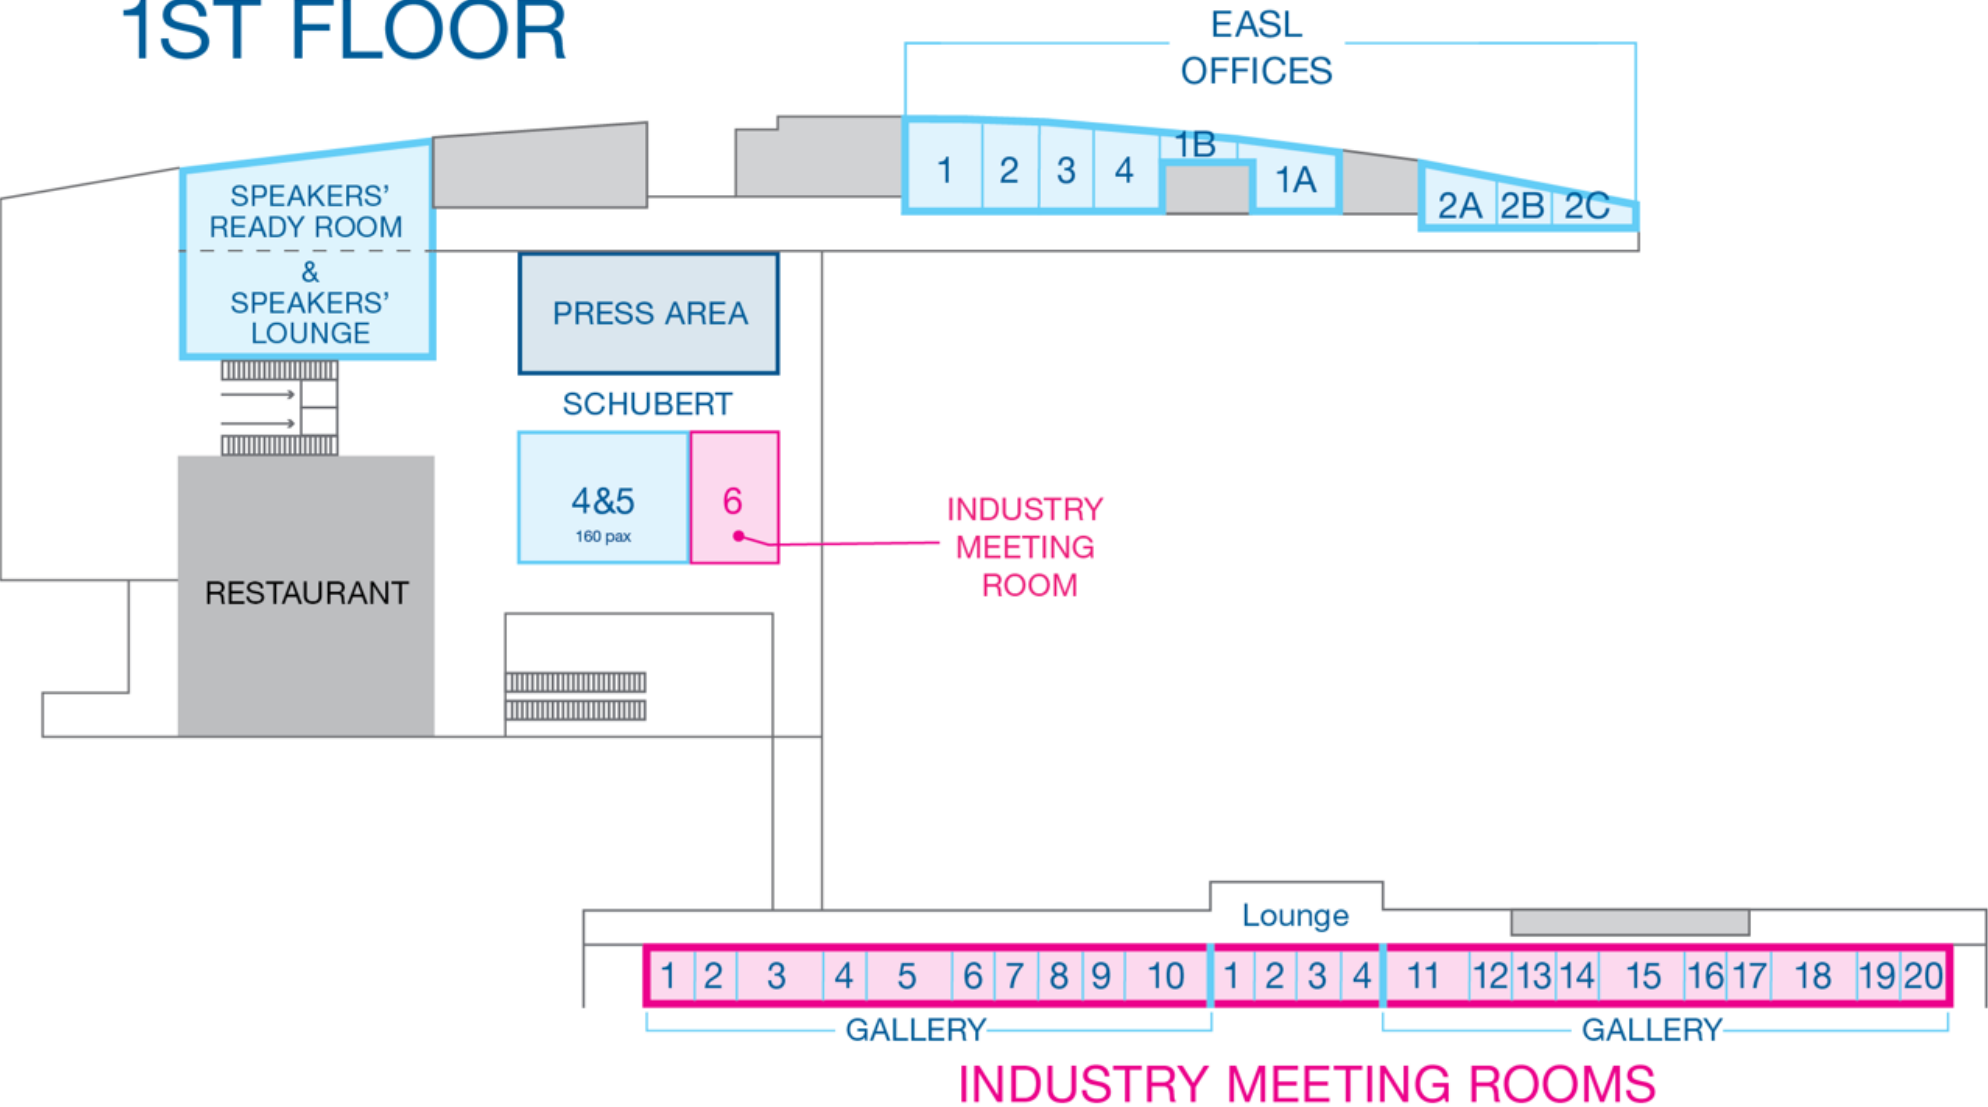 1ST FLOOR
EASL
OFFICES
1 2 3 4 1B 1A 2A 2B 2C
SPEAKERS'
READY ROOM
&
SPEAKERS'
LOUNGE
PRESS AREA
SCHUBERT
4&5
160 pax
6
INDUSTRY
MEETING
ROOM
RESTAURANT
Lounge
1 2 3 4 5 6 7 8 9 10 1 2 3 4 11 12 13 14 15 16 17 18 19 20
GALLERY GALLERY
INDUSTRY MEETING ROOMS